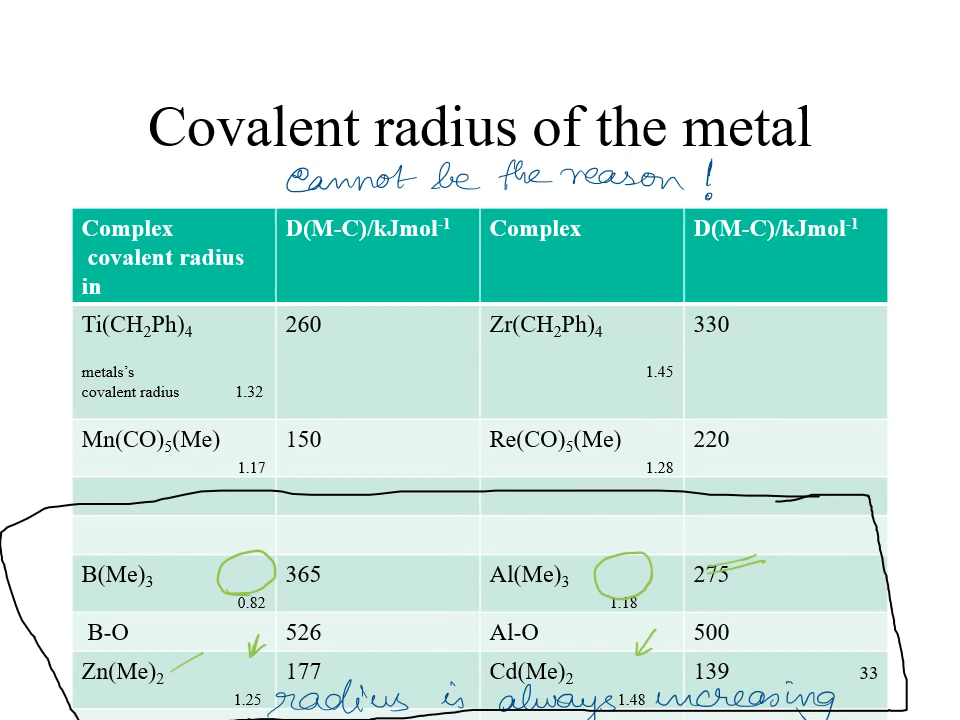 Covalent radius of the metal
Cannot be the reason !
Complex covalent radius in D(M-C)/kJmol-1 Complex D(M-C)/kJmol-1
Ti(CH2Ph)4 260 Zr(CH2Ph)4 330
metals's 1.45
covalent radius 1.32
Mn(CO)5(Me) 150 Re(CO)5(Me) 220
1.17 1.28
B(Me)3 365 Al(Me)3 275
0.82 1.18
B-O 526 Al-O 500
Zn(Me)2 177 Cd(Me)2 139 33
1.25 1.48
radius is always increasing